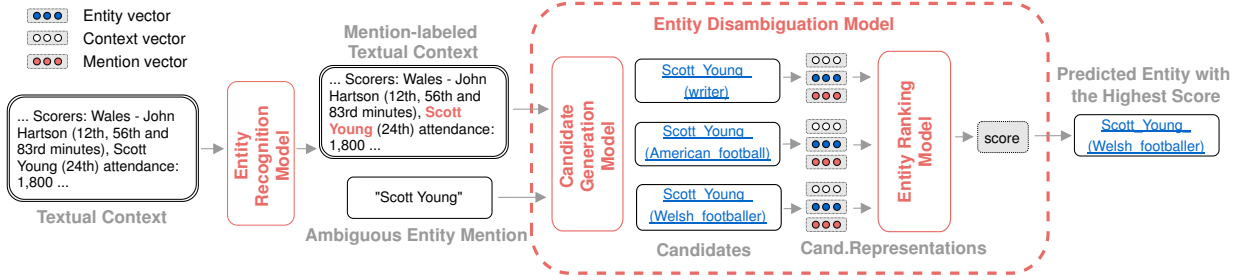 Entity vector
Context vector
Mention vector
... Scorers: Wales - John
Hartson (12th, 56th and
83rd minutes), Scott
Young (24th) attendance:
1,800 ...
Textual Context
Entity
Recognition
Model
Mention-labeled
Textual Context
... Scorers: Wales - John
Hartson (12th, 56th and
83rd minutes), Scott
Young (24th) attendance:
1,800 ...
"Scott Young"
Ambiguous Entity Mention
Entity Disambiguation Model
Candidate
Generation
Model
Scott_Young_
(writer)
Scott_Young_
(American_football)
Scott_Young_
(Welsh_footballer)
Candidates
Cand.Representations
Entity Ranking
Model
score
Predicted Entity with
the Highest Score
Scott_Young_
(Welsh_footballer)